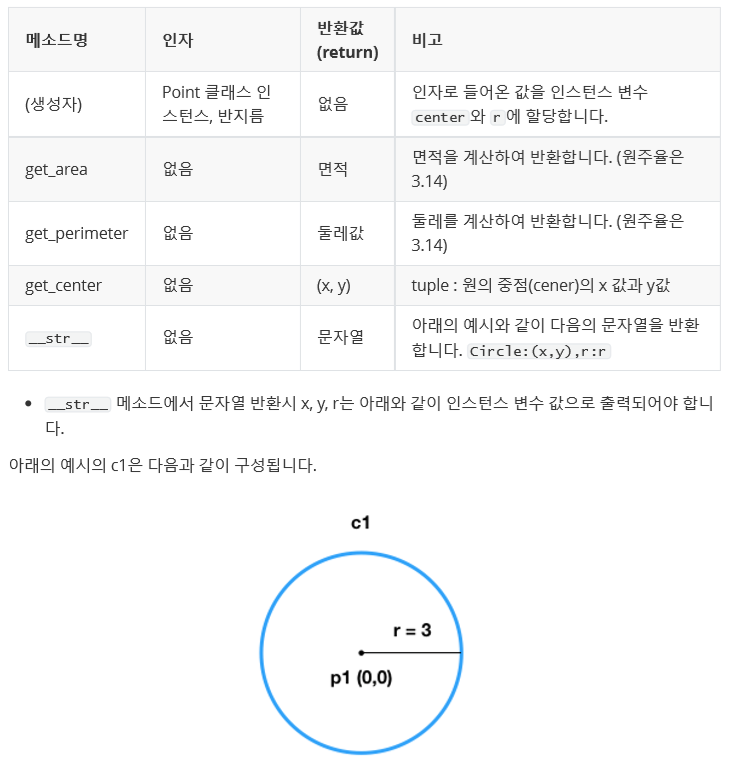 메소드명 인자 반환값 (return) 비고
(생성자) Point 클래스 인스턴스, 반지름 없음 인자로 들어온 값을 인스턴스 변수 center와 r에 할당합니다.
get_area 없음 면적 면적을 계산하여 반환합니다. (원주율은 3.14)
get_perimeter 없음 둘레값 둘레를 계산하여 반환합니다. (원주율은 3.14)
get_center 없음 (x, y) tuple : 원의 중점(cener)의 x 값과 y값
__str__ 없음 문자열 아래의 예시와 같이 다음의 문자열을 반환합니다. Circle:(x,y),r:r
• __str__ 메소드에서 문자열 반환시 x, y, r는 아래와 같이 인스턴스 변수 값으로 출력되어야 합니
다.
아래의 예시의 c1은 다음과 같이 구성됩니다.
c1
r = 3
p1 (0,0)